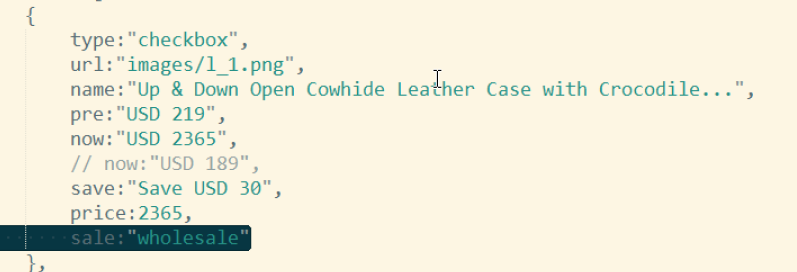 {
type:"checkbox",
url:"images/l_1.png",
name:"Up & Down Open Cowhide Leather Case with Crocodile...",
pre:"USD 219",
now:"USD 2365",
// now:"USD 189",
save:"Save USD 30",
price:2365,
sale:"wholesale"
},